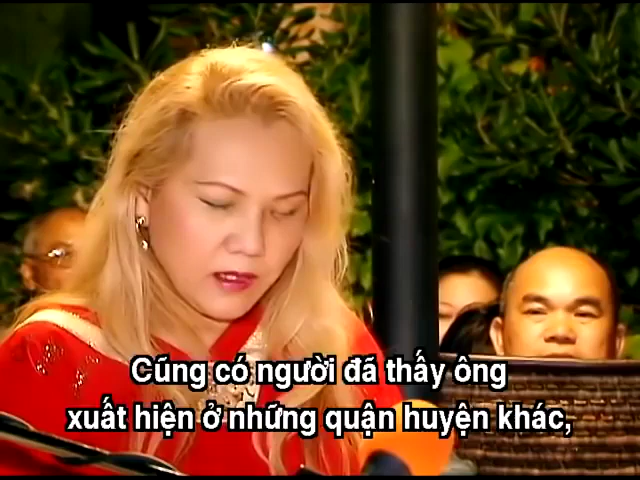 Cũng có người đã thấy ông
xuất hiện ở những quận huyện khác,